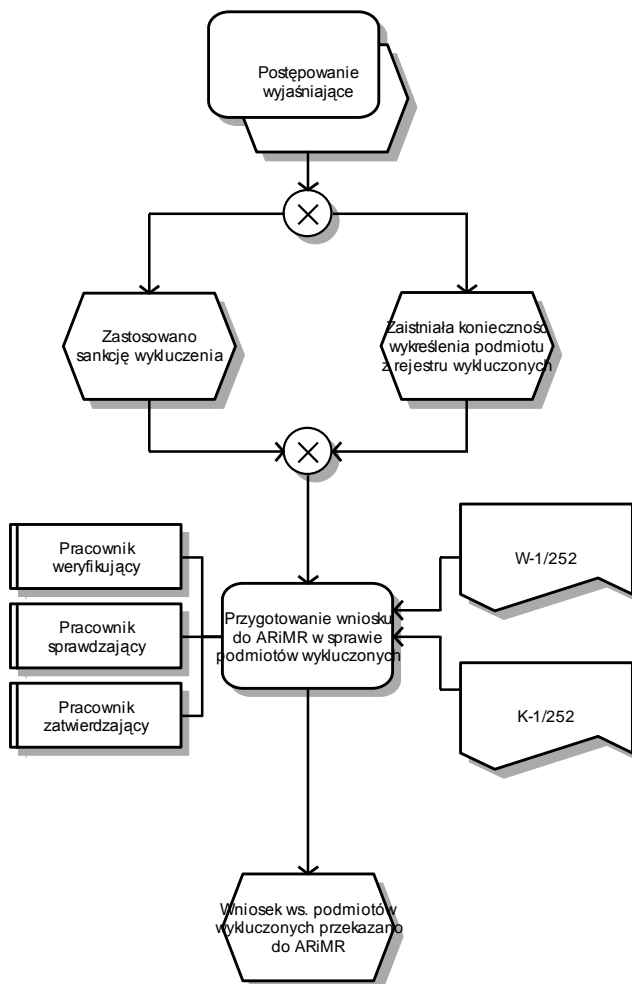 Postępowanie
wyjaśniające
Zastosowano
sankcję wykluczenia
Zaistniała konieczność
wykreślenia podmiotu
z rejestru wykluczonych
Pracownik
weryfikujący
Pracownik
sprawdzający
Pracownik
zatwierdzający
Przygotowanie wniosku
do ARiMR w sprawie
podmiotów wykluczonych
W-1/252
K-1/252
Wniosek ws. podmiotów
wykluczonych przekazano
do ARiMR